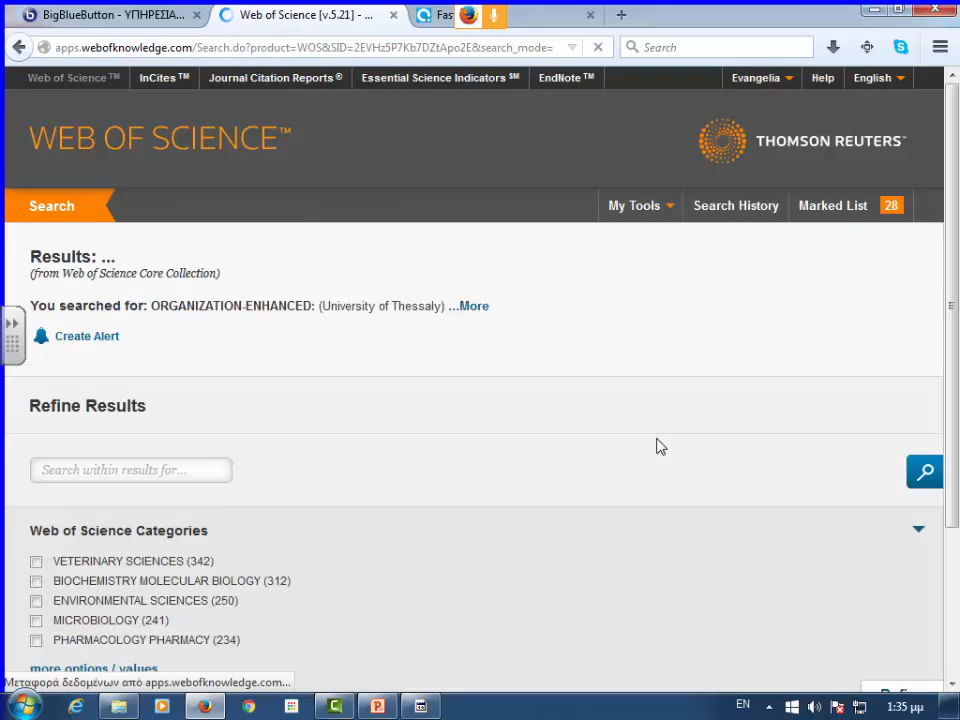 BigBlueButton - ΥΠΗΡΕΣΙΑ...
Web of Science [v.5.21] - ...
Fas
apps.webofknowledge.com/Search.do?product=WOS&SID=2EVHz5P7Kb7DZtApo2E&search_mode=
Search
Web of Science™
InCites™
Journal Citation Reports®
Essential Science Indicators℠
EndNote™
Evangelia
Help
English
WEB OF SCIENCE™
THOMSON REUTERS™
Search
My Tools
Search History
Marked List 28
Results: ...
(from Web of Science Core Collection)
You searched for: ORGANIZATION-ENHANCED: (University of Thessaly) ...More
Create Alert
Refine Results
Search within results for...
Web of Science Categories
VETERINARY SCIENCES (342)
BIOCHEMISTRY MOLECULAR BIOLOGY (312)
ENVIRONMENTAL SCIENCES (250)
MICROBIOLOGY (241)
PHARMACOLOGY PHARMACY (234)
more options / values
Μεταφορά δεδομένων από apps.webofknowledge.com...
EN
1:35 μμ